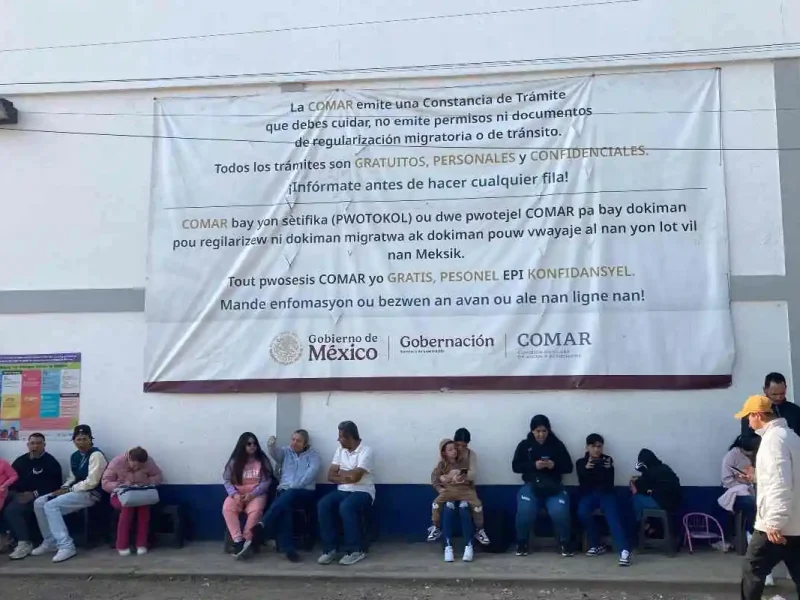 La COMAR emite una Constancia de Trámite
que debes cuidar, no emite permisos ni documentos
de regularización migratoria o de tránsito.
Todos los trámites son GRATUITOS, PERSONALES y CONFIDENCIALES.
¡Infórmate antes de hacer cualquier fila!
COMAR bay yon sètifika (PWOTOKOL) ou dwe pwotejel COMAR pa bay dokiman
pou regilarizew ni dokiman migratwa ak dokiman pouw vwayaje al nan yon lot vil
nan Meksik.
Tout pwosesis COMAR yo GRATIS, PESONEL EPI KONFIDANSYEL.
Mande enfomasyon ou bezwen an avan ou ale nan ligne nan!
Gobierno de
México
Gobernación
COMAR